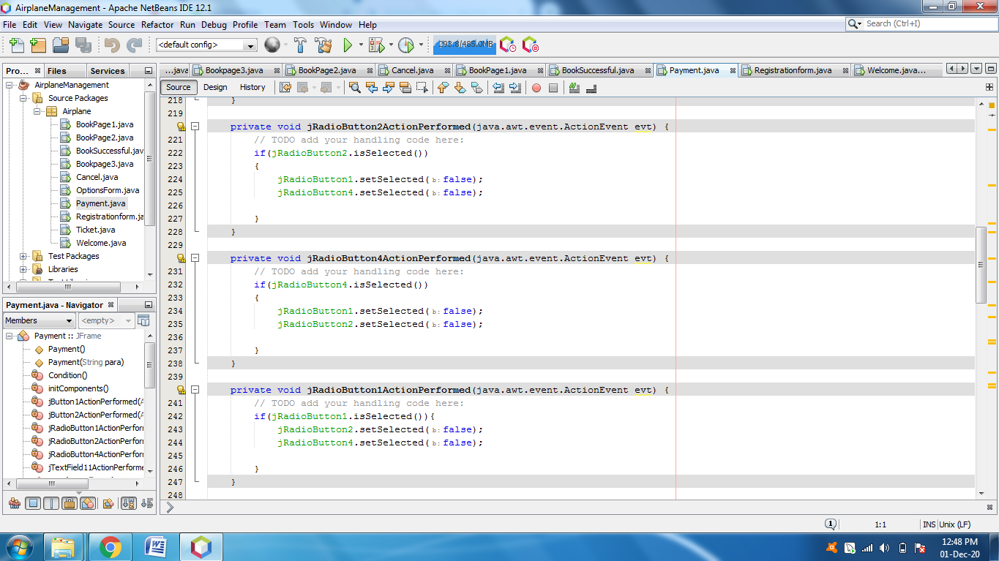 AirplaneManagement - Apache NetBeans IDE 12.1
File Edit View Navigate Source Refactor Run Debug Profile Team Tools Window Help
Search (Ctrl+I)
<default config>
193.8/485.0MB
Pro... Files Services
...java Bookpage3.java BookPage2.java Cancel.java BookPage1.java BookSuccessful.java Payment.java Registrationform.java Welcome.java...
Source Design History
AirplaneManagement
Source Packages
Airplane
BookPage1.java
BookPage2.java
BookSuccessful.jav
Bookpage3.java
Cancel.java
OptionsForm.java
Payment.java
Registrationform.ja
Ticket.java
Welcome.java
Test Packages
Libraries
Payment.java - Navigator
Members <empty>
Payment :: JFrame
Payment()
Payment(String para)
Condition()
initComponents()
jButton1ActionPerformed(A
jButton2ActionPerformed(A
jRadioButton1ActionPerfor
jRadioButton2ActionPerfor
jRadioButton4ActionPerfor
jTextField11ActionPerforme
218 }
219
private void jRadioButton2ActionPerformed(java.awt.event.ActionEvent evt) {
221 // TODO add your handling code here:
222 if(jRadioButton2.isSelected())
223 {
224 jRadioButton1.setSelected( b: false);
225 jRadioButton4.setSelected( b: false);
226
227 }
228 }
229
private void jRadioButton4ActionPerformed(java.awt.event.ActionEvent evt) {
231 // TODO add your handling code here:
232 if(jRadioButton4.isSelected())
233 {
234 jRadioButton1.setSelected( b: false);
235 jRadioButton2.setSelected( b: false);
236
237 }
238 }
239
private void jRadioButton1ActionPerformed(java.awt.event.ActionEvent evt) {
241 // TODO add your handling code here:
242 if(jRadioButton1.isSelected()){
243 jRadioButton2.setSelected( b: false);
244 jRadioButton4.setSelected( b: false);
245
246 }
247 }
248
1 1:1 INS Unix (LF)
12:48 PM
01-Dec-20